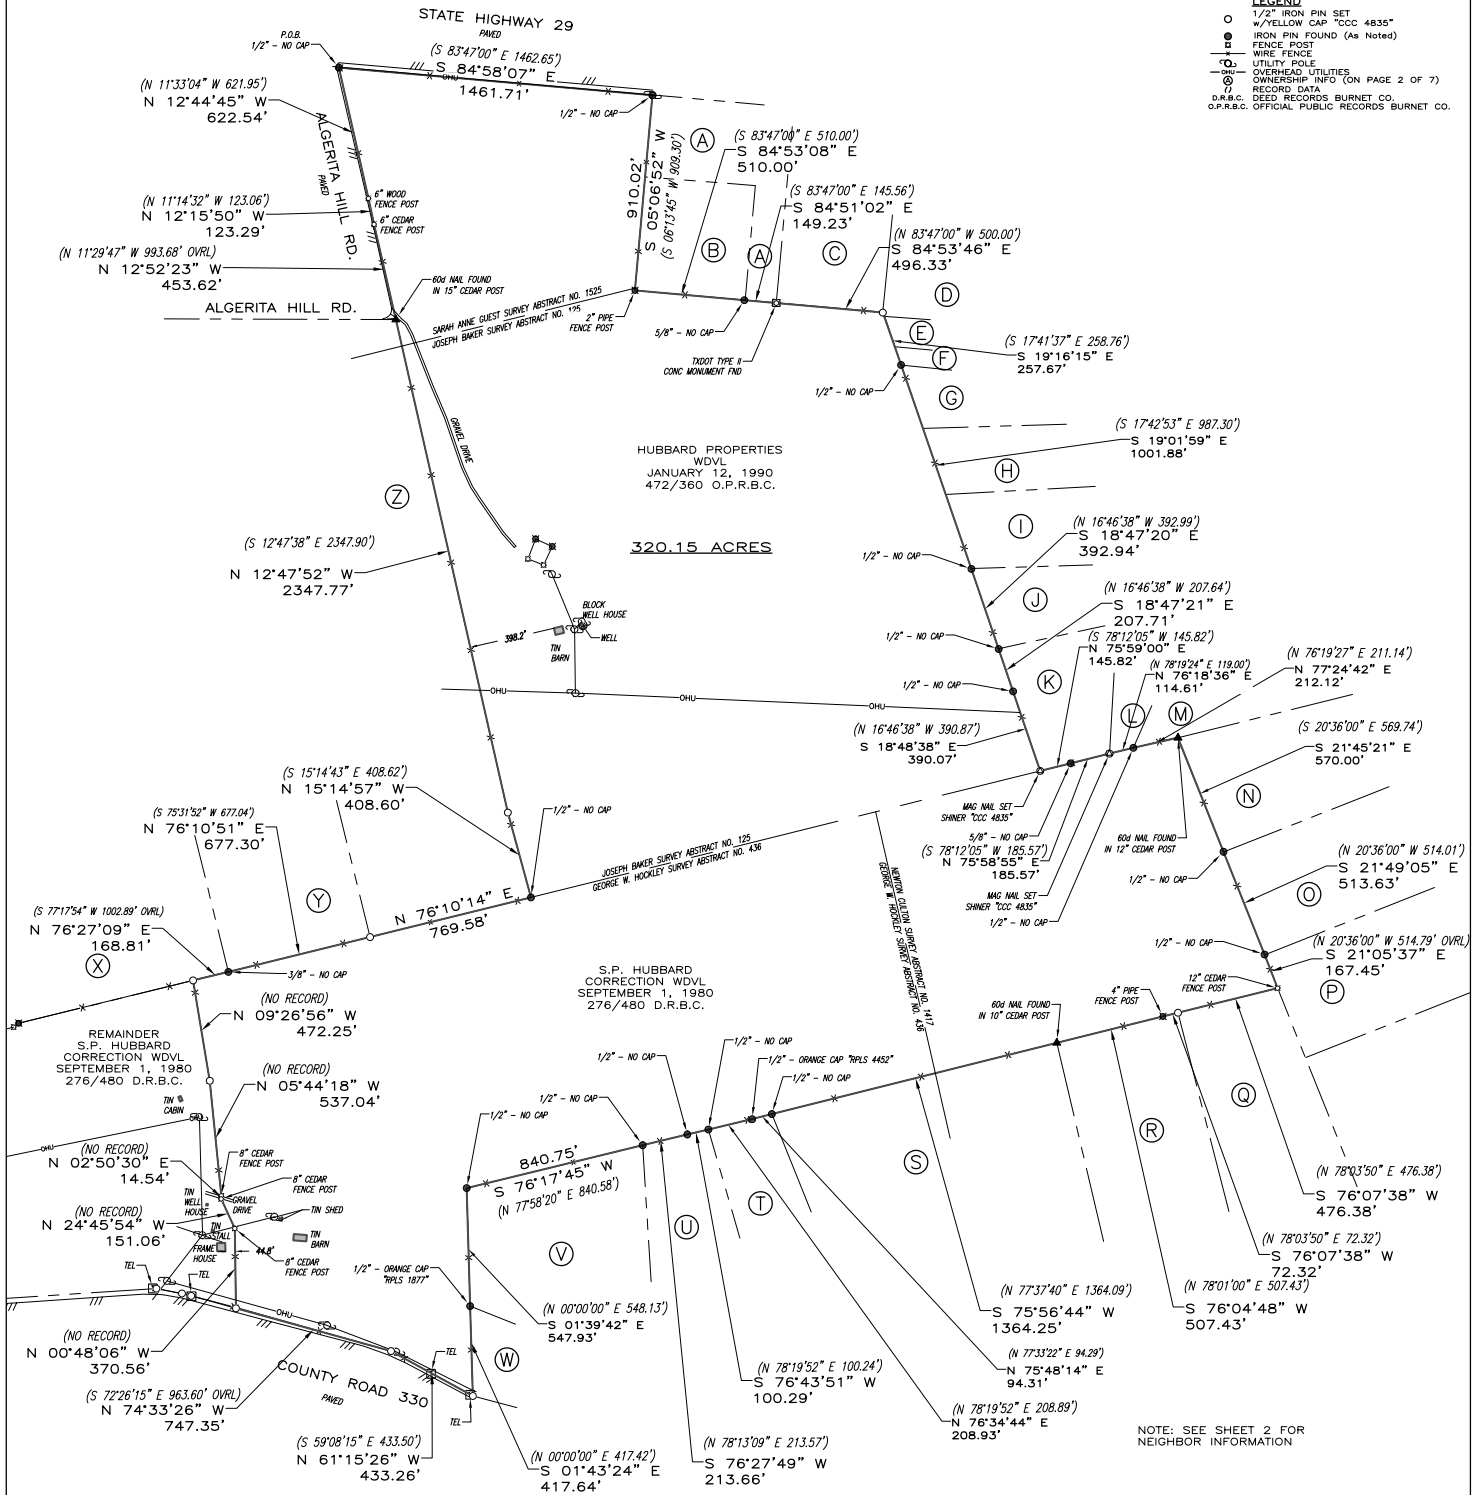 STATE HIGHWAY 29
PAVED
P.O.B.
1/2" - NO CAP
(S 83°47'00" E 1462.65')
S 84°58'07" E
OHU
1461.71'
1/2" - NO CAP
LEGEND
1/2" IRON PIN SET
w/YELLOW CAP "CCC 4835"
IRON PIN FOUND (As Noted)
FENCE POST
WIRE FENCE
UTILITY POLE
OHU OVERHEAD UTILITIES
A OWNERSHIP INFO (ON PAGE 2 OF 7)
() RECORD DATA
D.R.B.C. DEED RECORDS BURNET CO.
O.P.R.B.C. OFFICIAL PUBLIC RECORDS BURNET CO.
(N 11°33'04" W 621.95')
N 12°44'45" W
622.54'
ALGERITA HILL RD.
PAVED
(N 11°14'32" W 123.06')
N 12°15'50" W
123.29'
6" WOOD
FENCE POST
6" CEDAR
FENCE POST
(N 11°29'47" W 993.68' OVRL)
N 12°52'23" W
453.62'
ALGERITA HILL RD.
60d NAIL FOUND
IN 15" CEDAR POST
SARAH ANNE GUEST SURVEY ABSTRACT NO. 1525
JOSEPH BAKER SURVEY ABSTRACT NO. 125
910.02'
S 05°06'52" W
(S 06°13'45" W 909.30')
A
(S 83°47'00" E 510.00')
S 84°53'08" E
510.00'
(S 83°47'00" E 145.56')
S 84°51'02" E
149.23'
B
A
C
(N 83°47'00" W 500.00')
S 84°53'46" E
496.33'
D
E
F
2" PIPE
FENCE POST
5/8" - NO CAP
TXDOT TYPE II
CONC MONUMENT FND
(S 17°41'37" E 258.76')
S 19°16'15" E
257.67'
1/2" - NO CAP
G
(S 17°42'53" E 987.30')
S 19°01'59" E
1001.88'
H
I
GRAVEL DRIVE
HUBBARD PROPERTIES
WDVL
JANUARY 12, 1990
472/360 O.P.R.B.C.
320.15 ACRES
Z
(S 12°47'38" E 2347.90')
N 12°47'52" W
2347.77'
(N 16°46'38" W 392.99')
S 18°47'20" E
392.94'
1/2" - NO CAP
J
(N 16°46'38" W 207.64')
S 18°47'21" E
207.71'
BLOCK
WELL HOUSE
WELL
398.2'
TIN
BARN
1/2" - NO CAP
(S 78°12'05" W 145.82')
N 75°59'00" E
145.82'
(N 78°19'24" E 119.00')
N 76°18'36" E
114.61'
(N 76°19'27" E 211.14')
N 77°24'42" E
212.12'
1/2" - NO CAP
K
L
M
OHU
OHU
OHU
(N 16°46'38" W 390.87')
S 18°48'38" E
390.07'
(S 20°36'00" E 569.74')
S 21°45'21" E
570.00'
N
(S 15°14'43" E 408.62')
N 15°14'57" W
408.60'
1/2" - NO CAP
(S 75°31'52" W 677.04')
N 76°10'51" E
677.30'
MAG NAIL SET
SHINER "CCC 4835"
5/8" - NO CAP
(S 78°12'05" W 185.57')
N 75°58'55" E
185.57'
MAG NAIL SET
SHINER "CCC 4835"
1/2" - NO CAP
60d NAIL FOUND
IN 12" CEDAR POST
1/2" - NO CAP
(N 20°36'00" W 514.01')
S 21°49'05" E
513.63'
O
JOSEPH BAKER SURVEY ABSTRACT NO. 125
GEORGE W. HOCKLEY SURVEY ABSTRACT NO. 436
NEWTON CULTON SURVEY ABSTRACT NO. 1417
GEORGE W. HOCKLEY SURVEY ABSTRACT NO. 436
Y
N 76°10'14" E
769.58'
(S 77°17'54" W 1002.89' OVRL)
N 76°27'09" E
168.81'
X
3/8" - NO CAP
1/2" - NO CAP
(N 20°36'00" W 514.79' OVRL)
S 21°05'37" E
167.45'
P
12" CEDAR
FENCE POST
4" PIPE
FENCE POST
60d NAIL FOUND
IN 10" CEDAR POST
S.P. HUBBARD
CORRECTION WDVL
SEPTEMBER 1, 1980
276/480 D.R.B.C.
(NO RECORD)
N 09°26'56" W
472.25'
REMAINDER
S.P. HUBBARD
CORRECTION WDVL
SEPTEMBER 1, 1980
276/480 D.R.B.C.
(NO RECORD)
N 05°44'18" W
537.04'
1/2" - NO CAP
1/2" - NO CAP
1/2" - ORANGE CAP "RPLS 4452"
1/2" - NO CAP
1/2" - NO CAP
1/2" - NO CAP
TIN
CABIN
OHU
(NO RECORD)
N 02°50'30" E
14.54'
8" CEDAR
FENCE POST
8" CEDAR
FENCE POST
TIN
WELL
HOUSE
GRAVEL
DRIVE
TIN SHED
(NO RECORD)
N 24°45'54" W
151.06'
TIN
STALL
FRAME
HOUSE
TIN
BARN
44.8'
8" CEDAR
FENCE POST
TEL
TEL
840.75'
S 76°17'45" W
(N 77°58'20" E 840.58')
Q
R
S
T
U
V
(N 78°03'50" E 476.38')
S 76°07'38" W
476.38'
(N 78°03'50" E 72.32')
S 76°07'38" W
72.32'
1/2" - ORANGE CAP
"RPLS 1877"
OHU
(N 00°00'00" E 548.13')
S 01°39'42" E
547.93'
(N 77°37'40" E 1364.09')
S 75°56'44" W
1364.25'
(N 78°01'00" E 507.43')
S 76°04'48" W
507.43'
(NO RECORD)
N 00°48'06" W
370.56'
COUNTY ROAD 330
PAVED
TEL
W
(N 78°19'52" E 100.24')
S 76°43'51" W
100.29'
(N 77°33'22" E 94.29')
N 75°48'14" E
94.31'
(S 72°26'15" E 963.60' OVRL)
N 74°33'26" W
747.35'
TEL
(N 78°19'52" E 208.89')
N 76°34'44" E
208.93'
(S 59°08'15" E 433.50')
N 61°15'26" W
433.26'
(N 00°00'00" E 417.42')
S 01°43'24" E
417.64'
(N 78°13'09" E 213.57')
S 76°27'49" W
213.66'
NOTE: SEE SHEET 2 FOR
NEIGHBOR INFORMATION